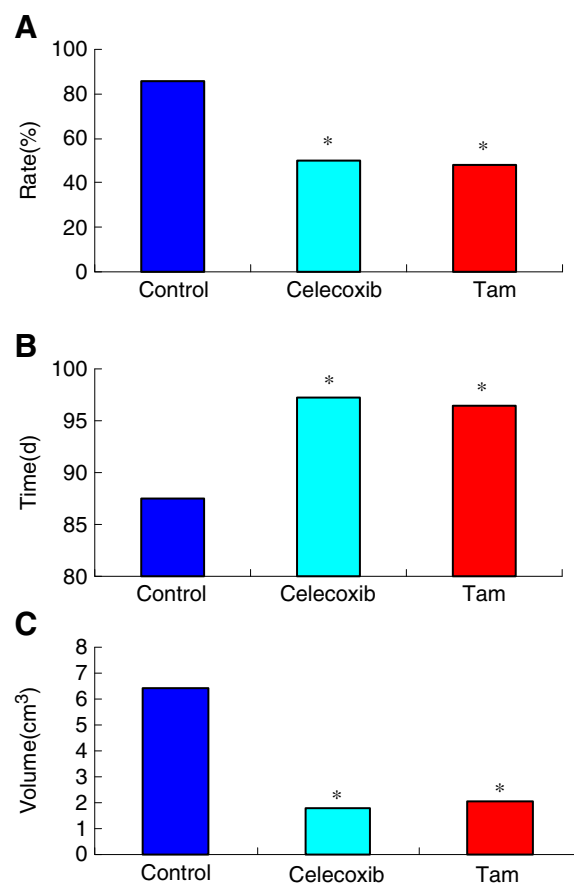 A
100
80
60
40
20
0
Rate(%)
*
*
Control Celecoxib Tam
B
100
95
90
85
80
Time(d)
*
*
Control Celecoxib Tam
C
8
7
6
5
4
3
2
1
0
Volume(cm³)
*
*
Control Celecoxib Tam